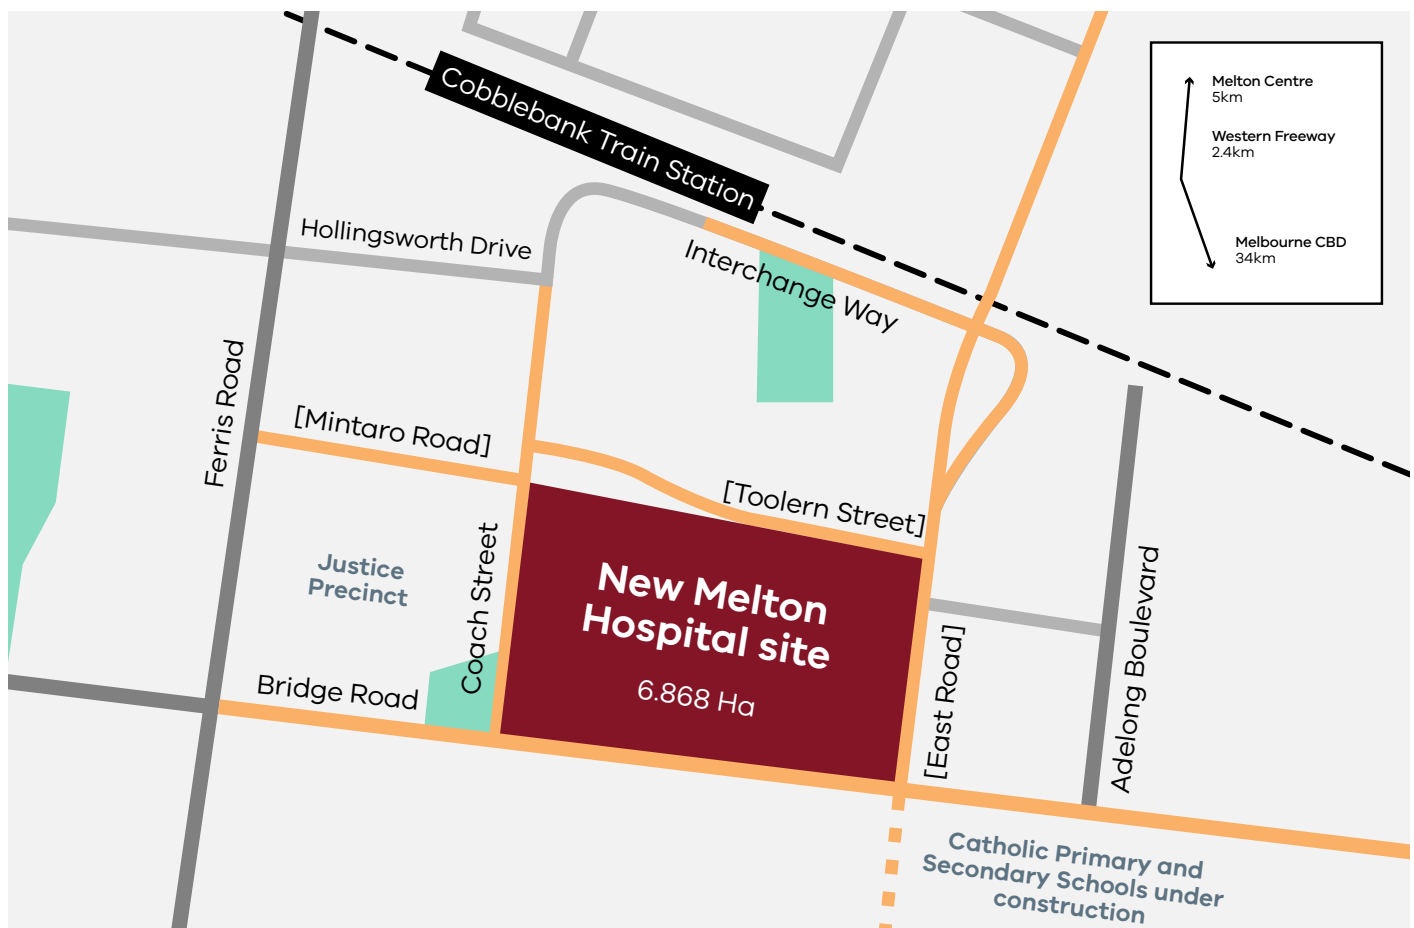 Cobblebank Train Station
Melton Centre
5km
Western Freeway
2.4km
Melbourne CBD
34km
Hollingsworth Drive
Interchange Way
Ferris Road
[Mintaro Road]
[Toolern Street]
Justice
Precinct
Coach Street
New Melton
Hospital site
6.868 Ha
Bridge Road
[East Road]
Adelong Boulevard
Catholic Primary and
Secondary Schools under
construction